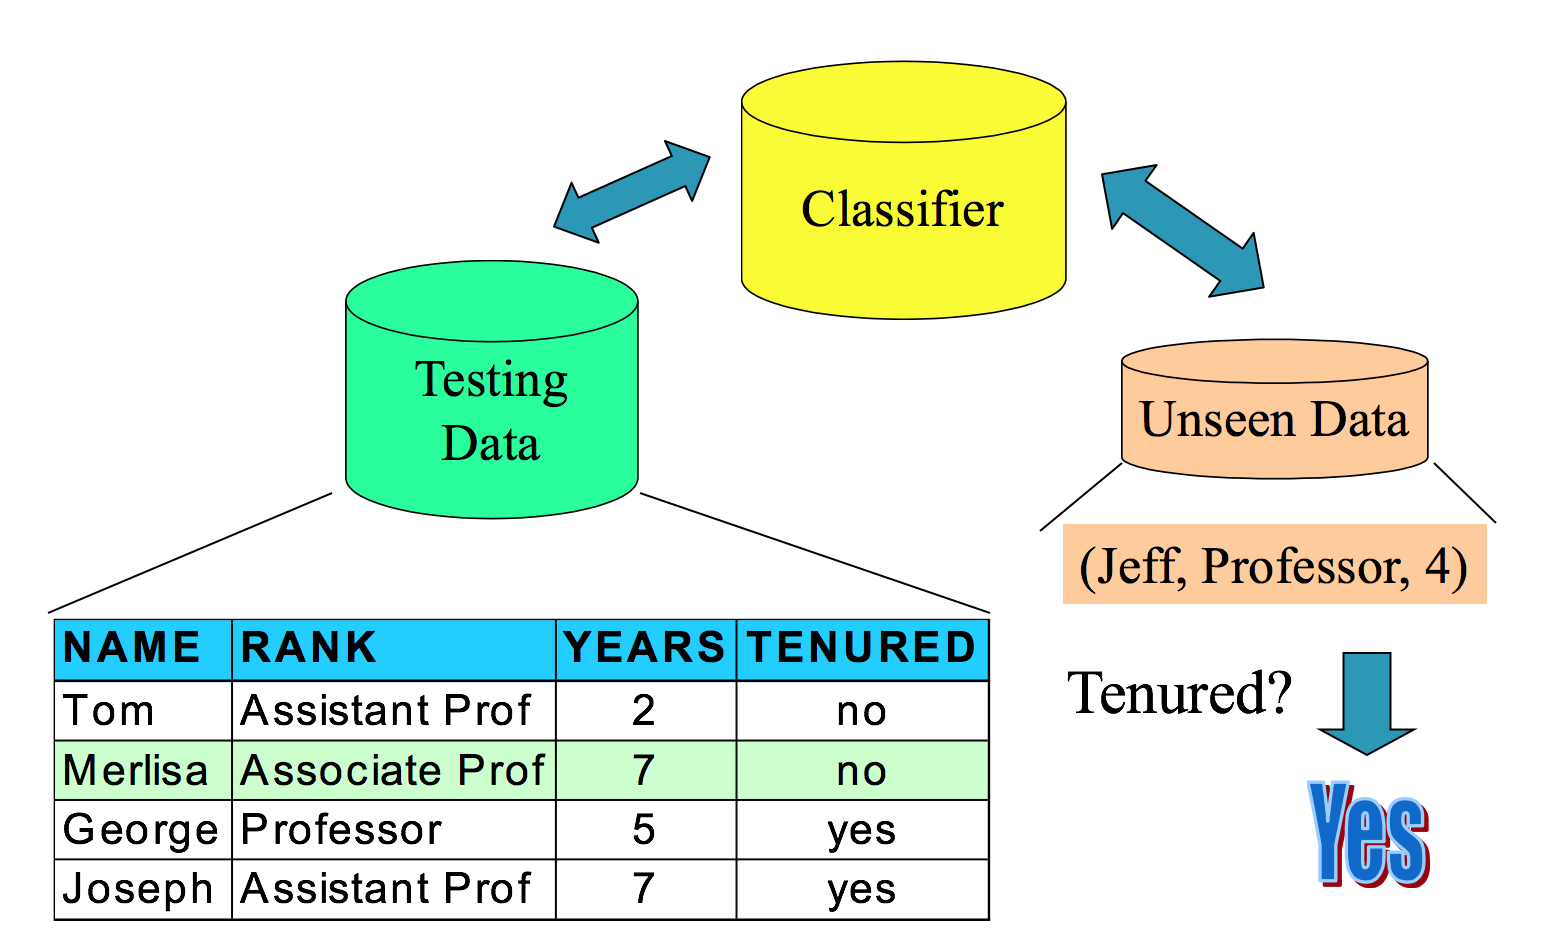 Classifier
Testing
Data
Unseen Data
(Jeff, Professor, 4)
NAME RANK YEARS TENURED
Tom Assistant Prof 2 no
Merlisa Associate Prof 7 no
George Professor 5 yes
Joseph Assistant Prof 7 yes
Tenured?
Yes